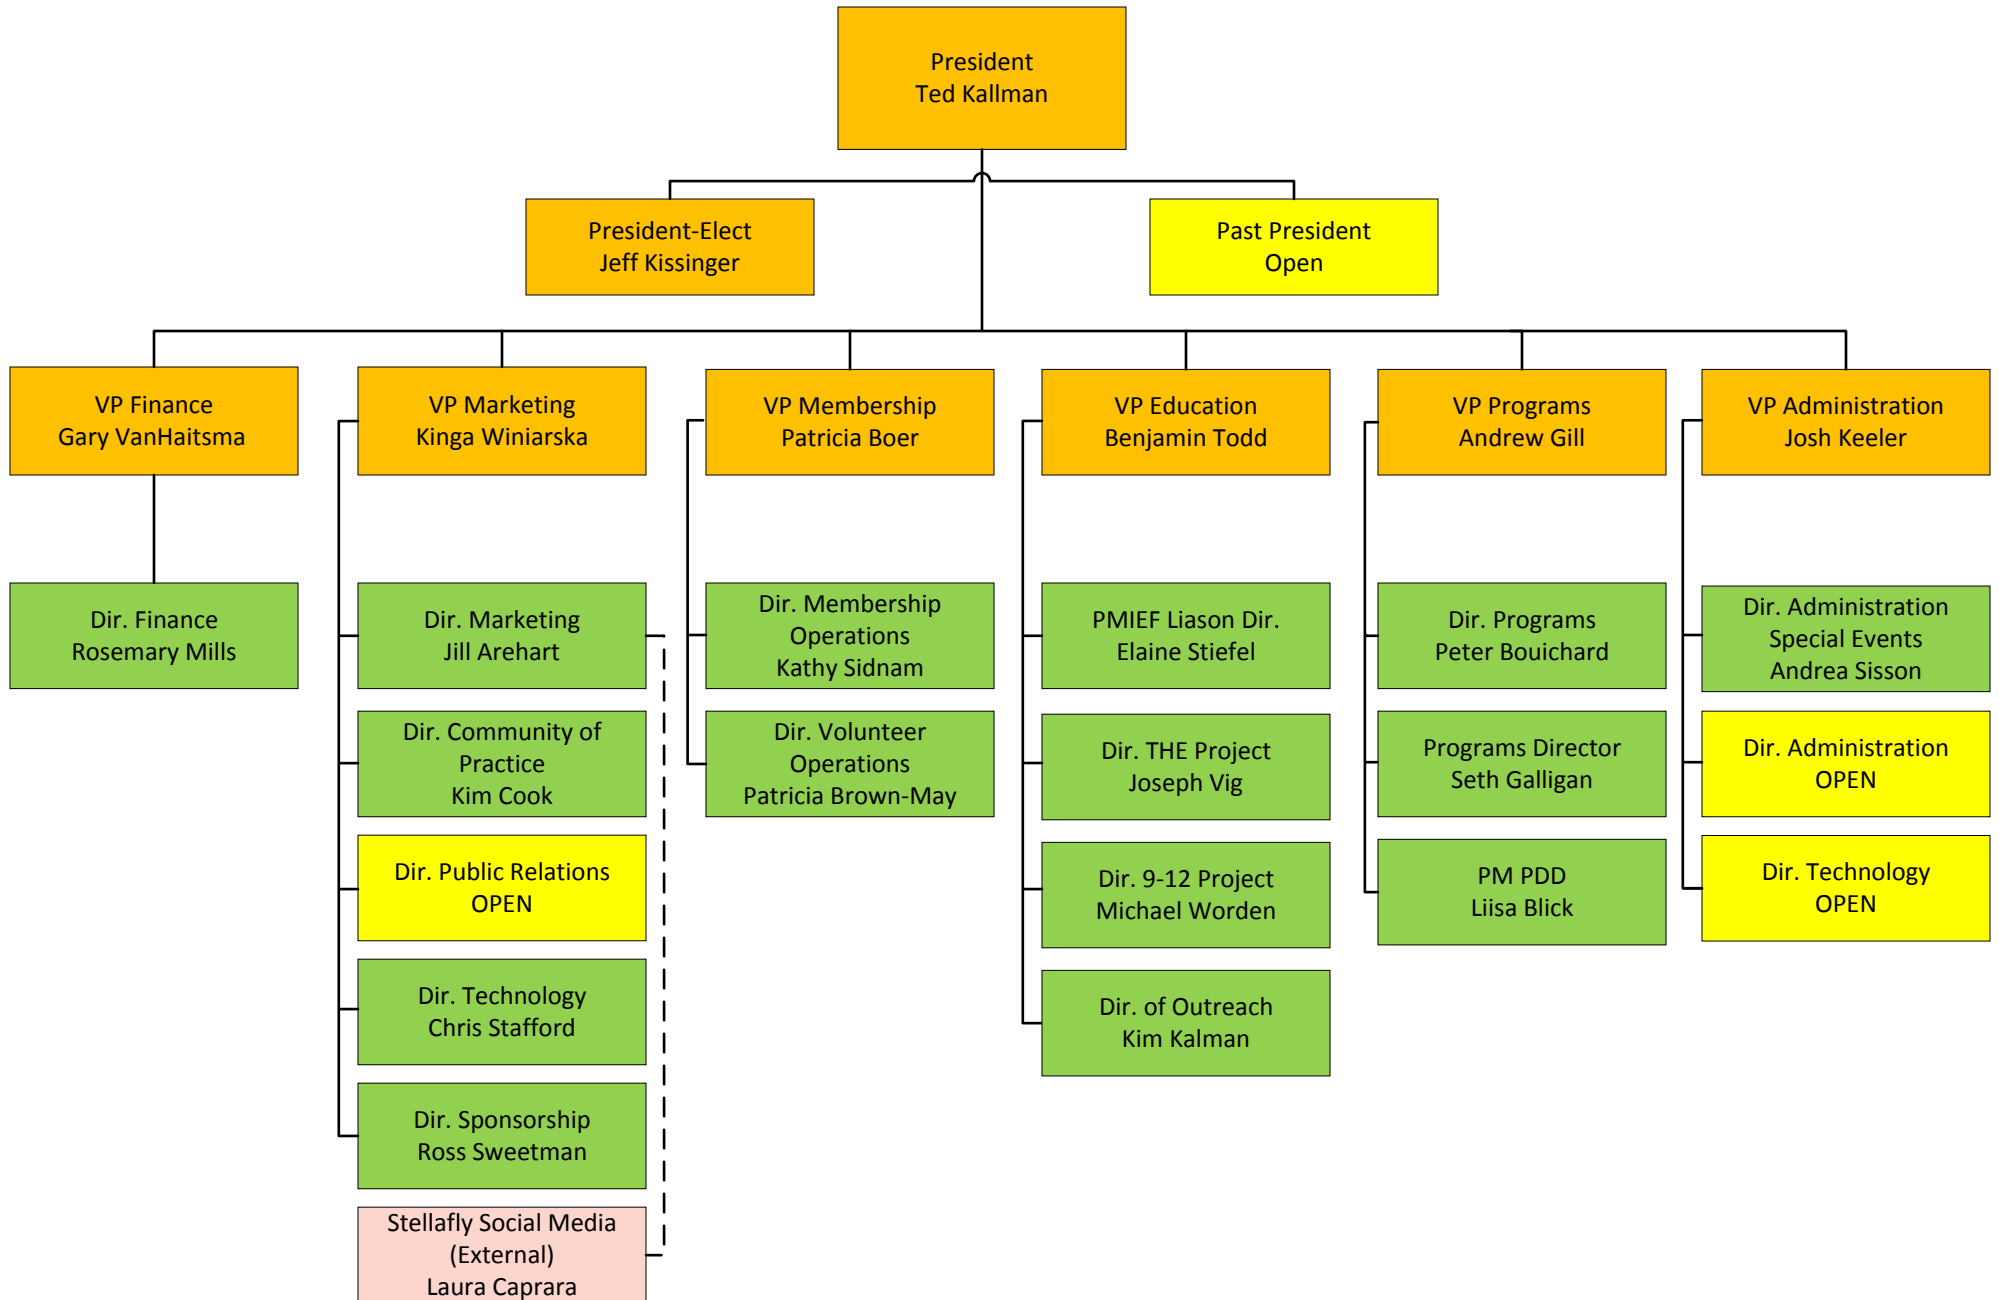 President
Ted Kallman
President-Elect
Jeff Kissinger
Past President
Open
VP Finance
Gary VanHaitsma
VP Marketing
Kinga Winiarska
VP Membership
Patricia Boer
VP Education
Benjamin Todd
VP Programs
Andrew Gill
VP Administration
Josh Keeler
Dir. Finance
Rosemary Mills
Dir. Marketing
Jill Arehart
Dir. Membership
Operations
Kathy Sidnam
PMIEF Liason Dir.
Elaine Stiefel
Dir. Programs
Peter Bouichard
Dir. Administration
Special Events
Andrea Sisson
Dir. Community of
Practice
Kim Cook
Dir. Volunteer
Operations
Patricia Brown-May
Dir. THE Project
Joseph Vig
Programs Director
Seth Galligan
Dir. Administration
OPEN
Dir. Public Relations
OPEN
Dir. 9-12 Project
Michael Worden
PM PDD
Liisa Blick
Dir. Technology
OPEN
Dir. Technology
Chris Stafford
Dir. of Outreach
Kim Kalman
Dir. Sponsorship
Ross Sweetman
Stellafly Social Media
(External)
Laura Caprara